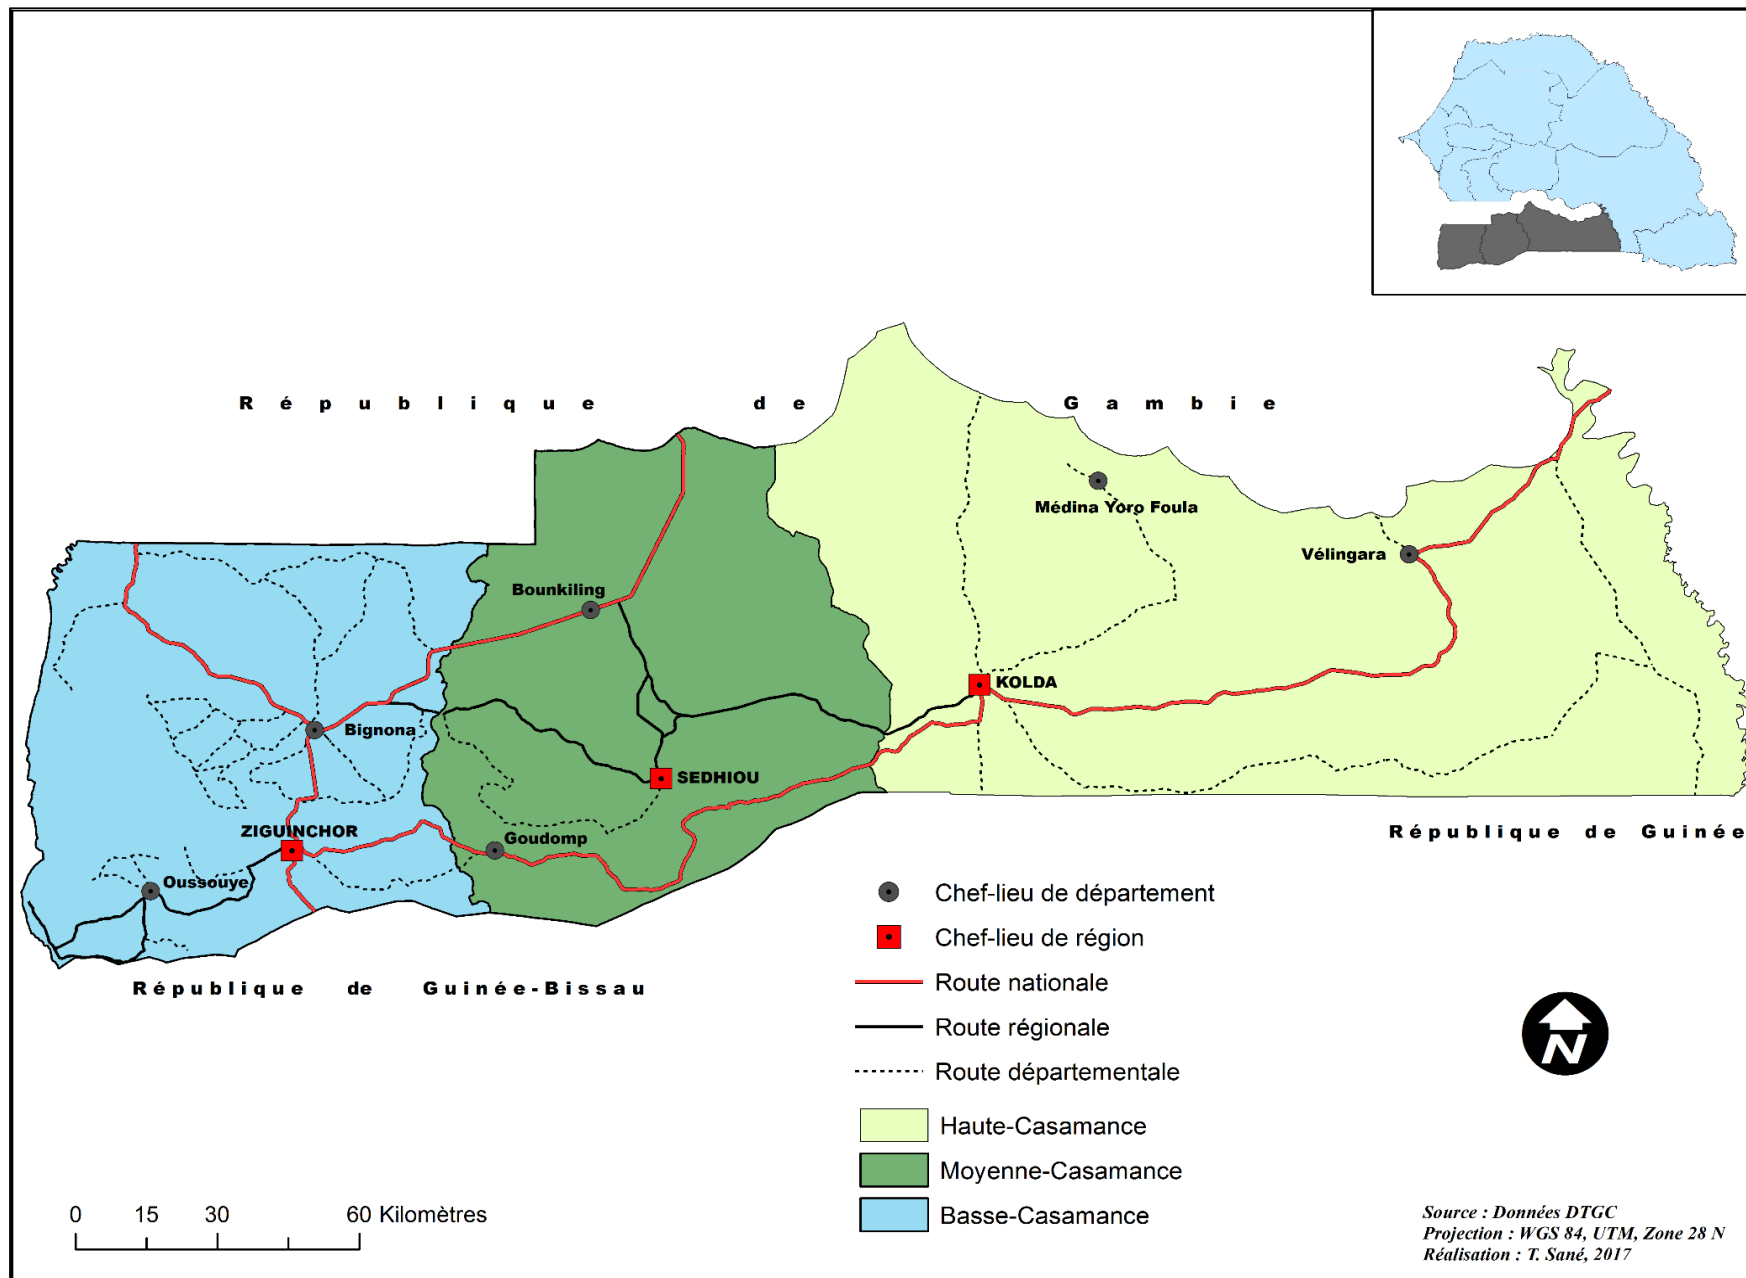 République de Gambie
Médina Yoro Foula
Vélingara
Bounkiling
KOLDA
Bignona
SEDHIOU
ZIGUINCHOR
Goudomp
République de Guinée
Oussouye
République de Guinée-Bissau
Chef-lieu de département
Chef-lieu de région
Route nationale
Route régionale
Route départementale
N
Haute-Casamance
Moyenne-Casamance
Basse-Casamance
0 15 30 60 Kilomètres
Source : Données DTGC
Projection : WGS 84, UTM, Zone 28 N
Réalisation : T. Sané, 2017